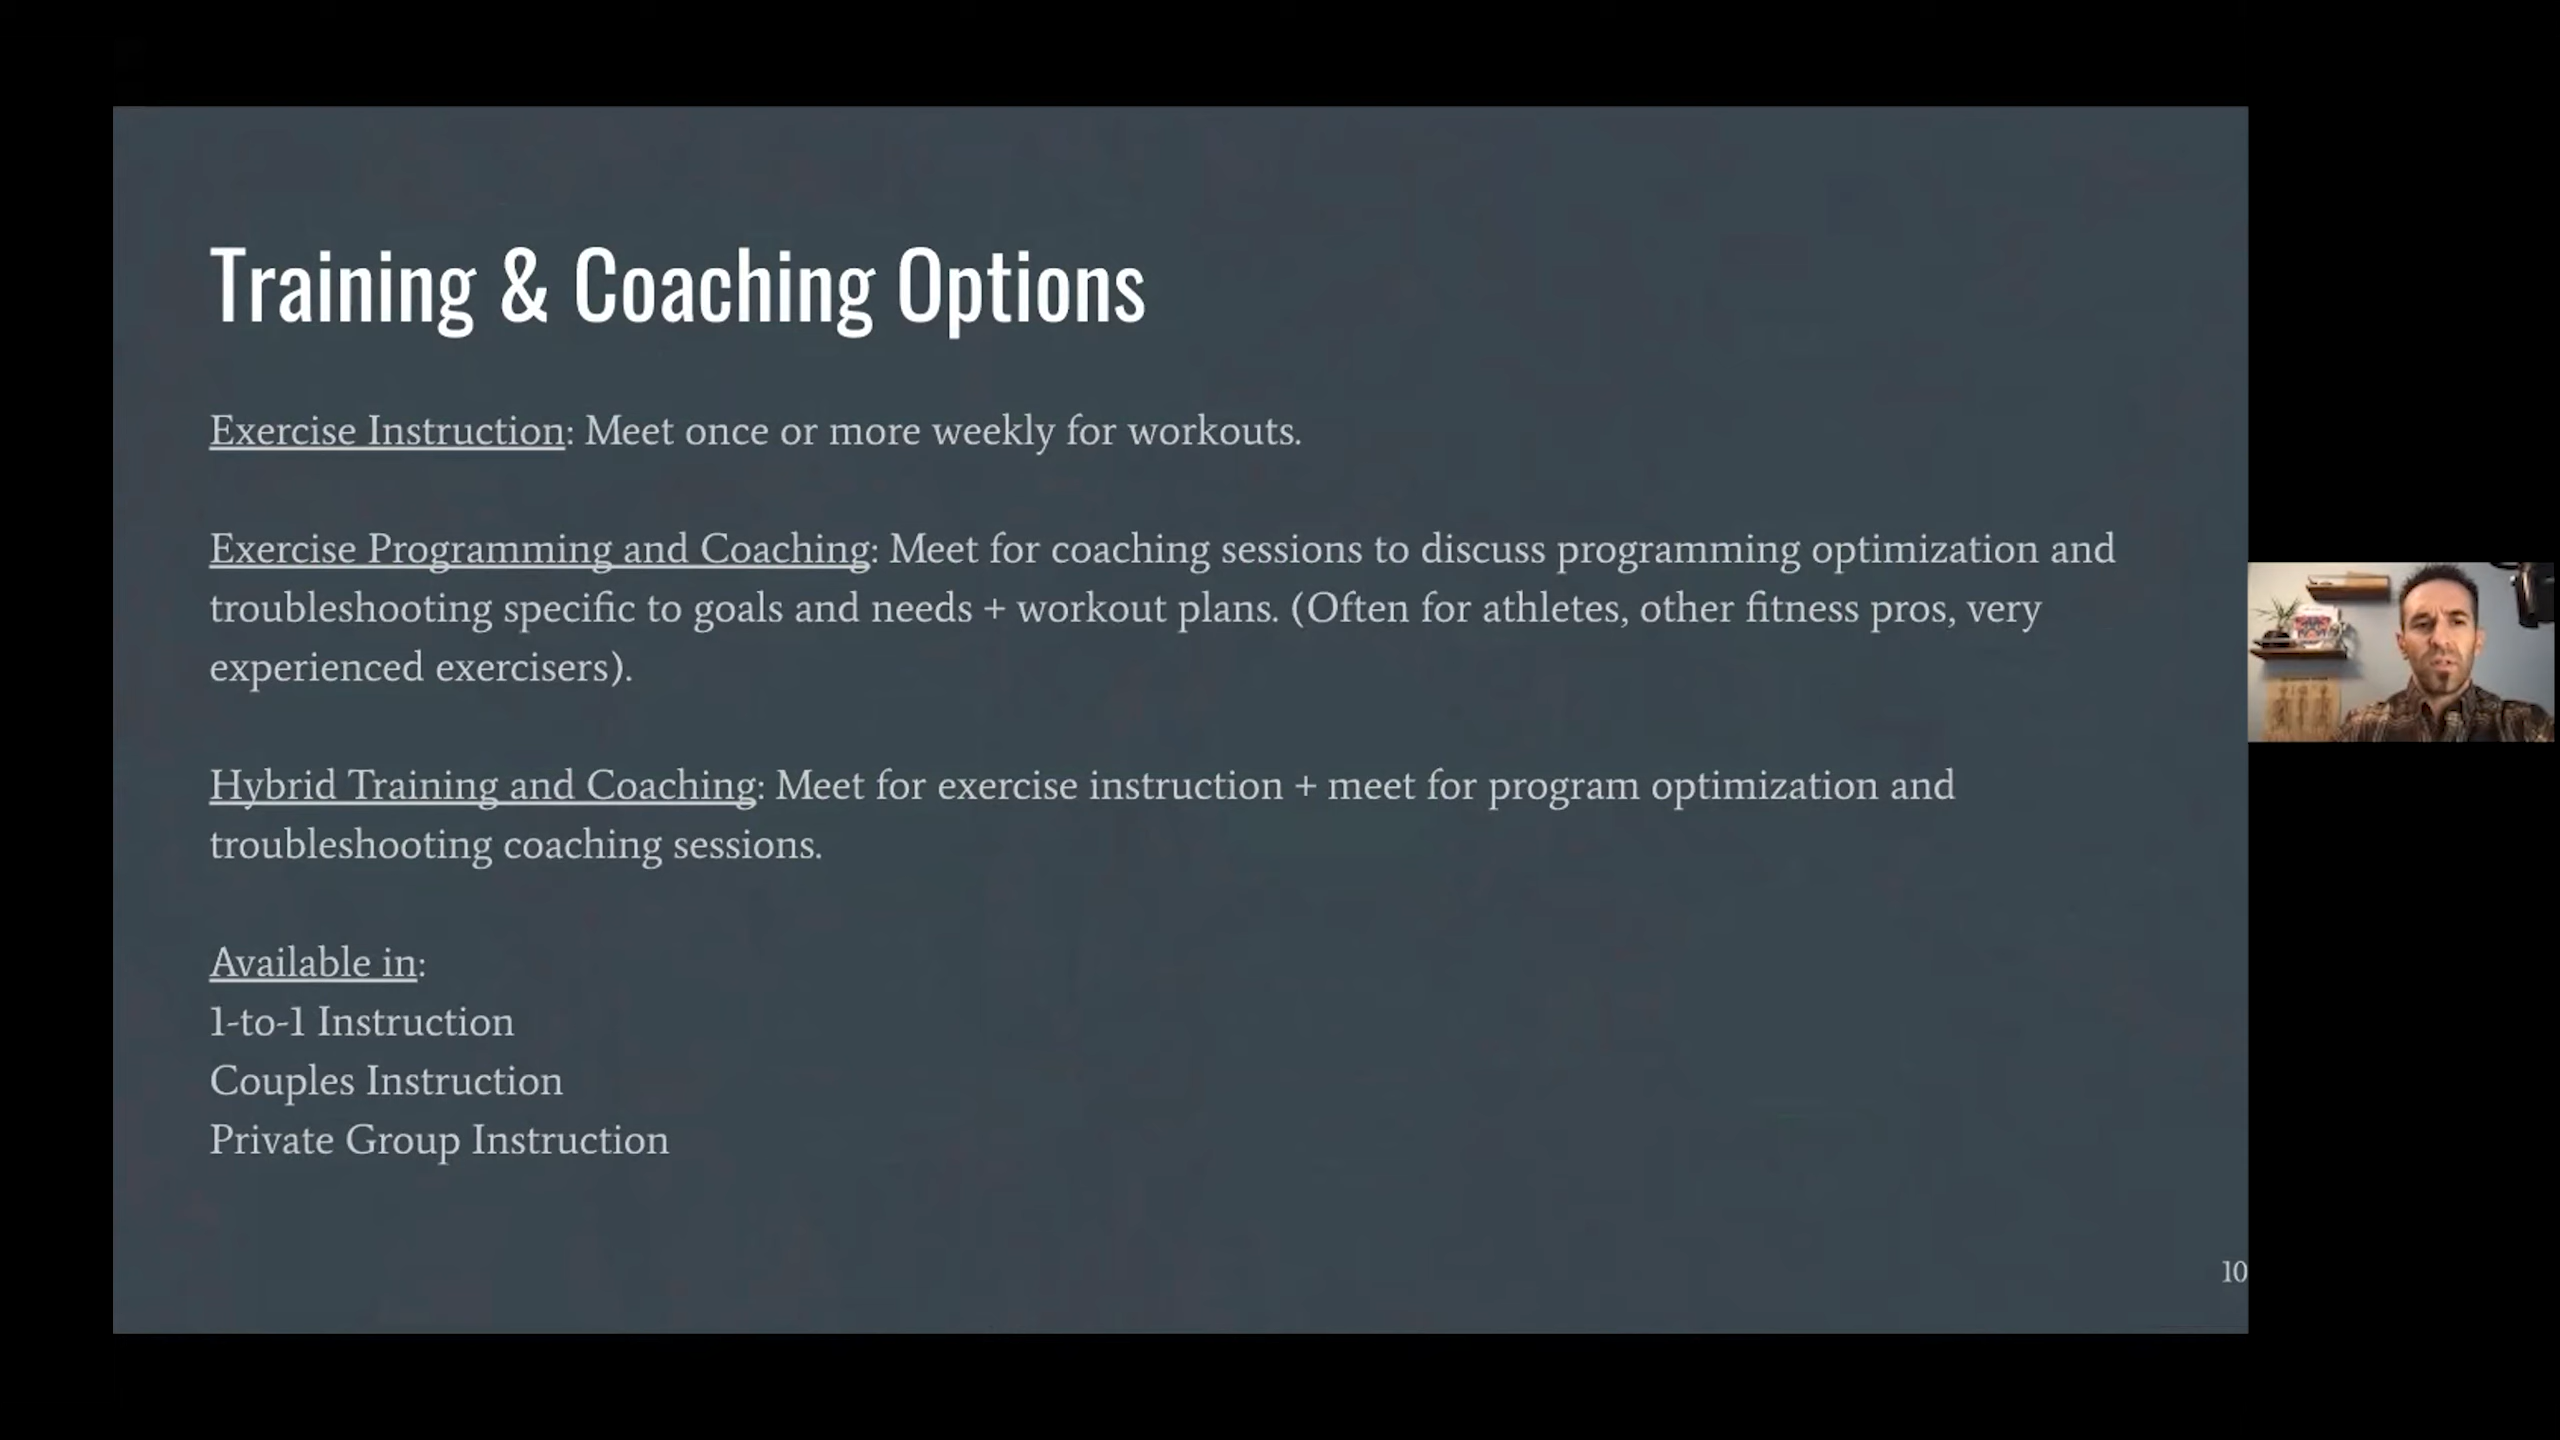 Training & Coaching Options
Exercise Instruction: Meet once or more weekly for workouts.
Exercise Programming and Coaching: Meet for coaching sessions to discuss programming optimization and
troubleshooting specific to goals and needs + workout plans. (Often for athletes, other fitness pros, very
experienced exercisers).
Hybrid Training and Coaching: Meet for exercise instruction + meet for program optimization and
troubleshooting coaching sessions.
Available in:
1-to-1 Instruction
Couples Instruction
Private Group Instruction
10